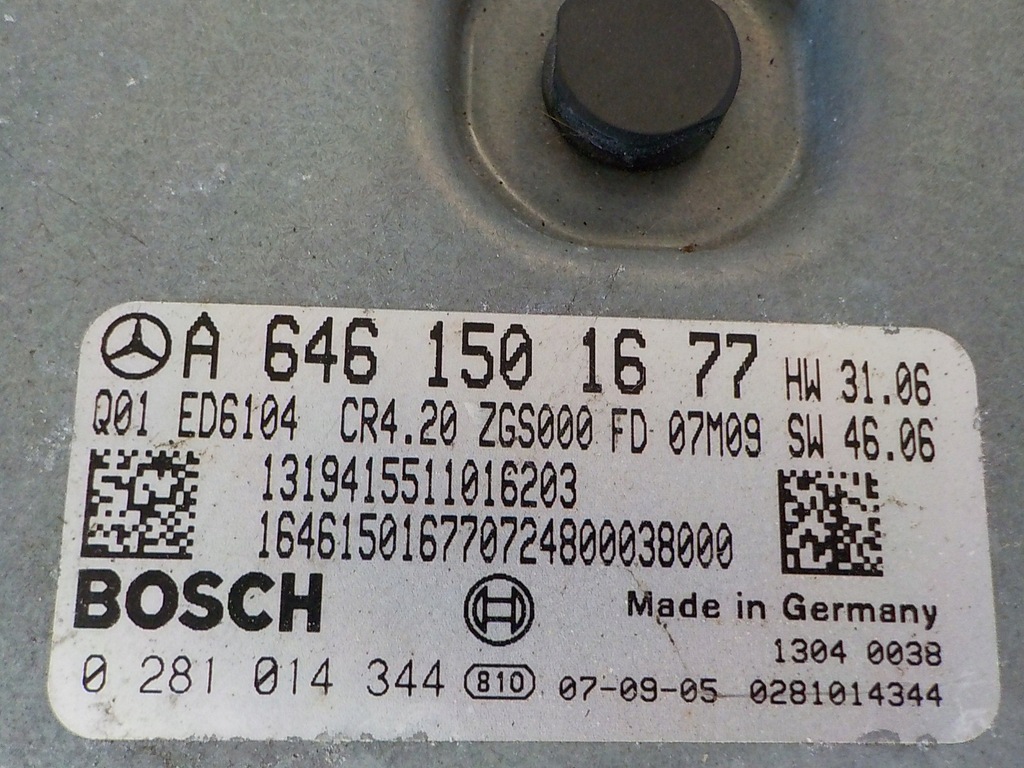 A 646 150 16 77 HW 31.06
Q01 ED6104 CR4.20 ZGS000 FD 07M09 SW 46.06
1319415511016203
164615016770724800038000
BOSCH Made in Germany
1304 0038
0 281 014 344 810 07-09-05 0281014344